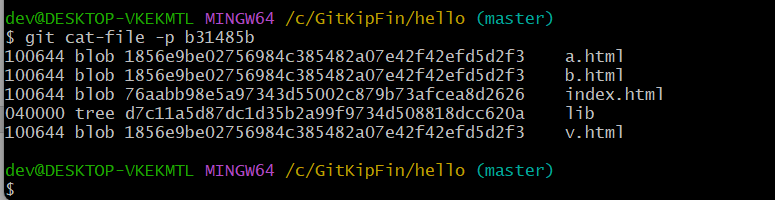 dev@DESKTOP-VKEKMTL MINGW64 /c/GitKipFin/hello (master)
$ git cat-file -p b31485b
100644 blob 1856e9be02756984c385482a07e42f42efd5d2f3    a.html
100644 blob 1856e9be02756984c385482a07e42f42efd5d2f3    b.html
100644 blob 76aabb98e5a97343d55002c879b73afcea8d2626    index.html
040000 tree d7c11a5d87dc1d35b2a99f9734d508818dcc620a    lib
100644 blob 1856e9be02756984c385482a07e42f42efd5d2f3    v.html
dev@DESKTOP-VKEKMTL MINGW64 /c/GitKipFin/hello (master)
$